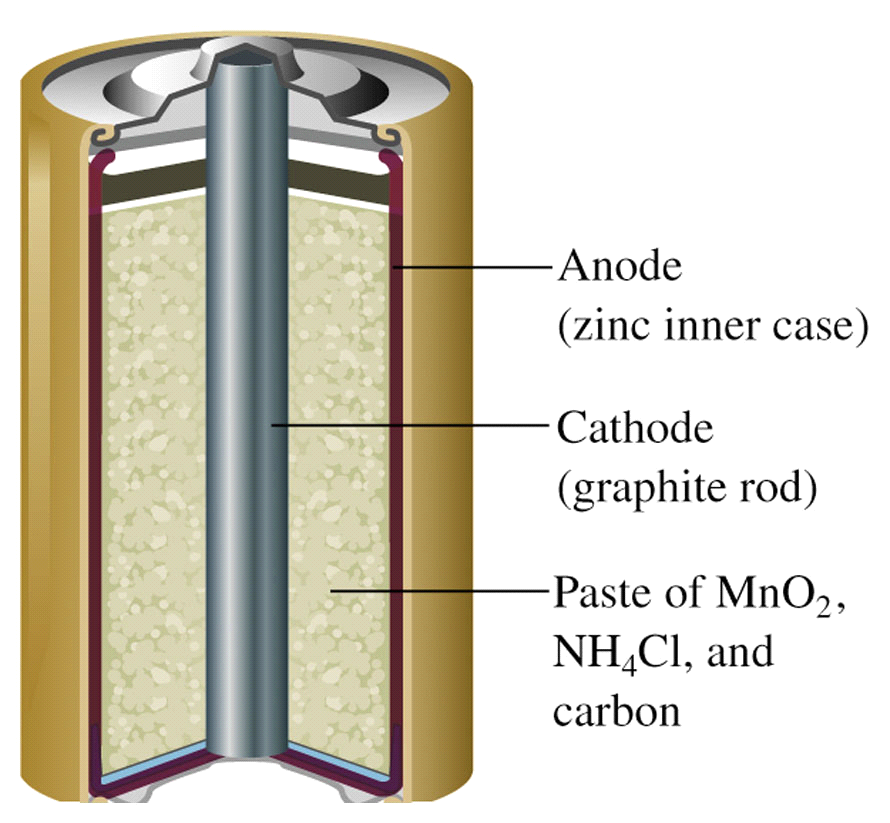 Anode
(zinc inner case)
Cathode
(graphite rod)
Paste of MnO₂,
NH₄Cl, and
carbon